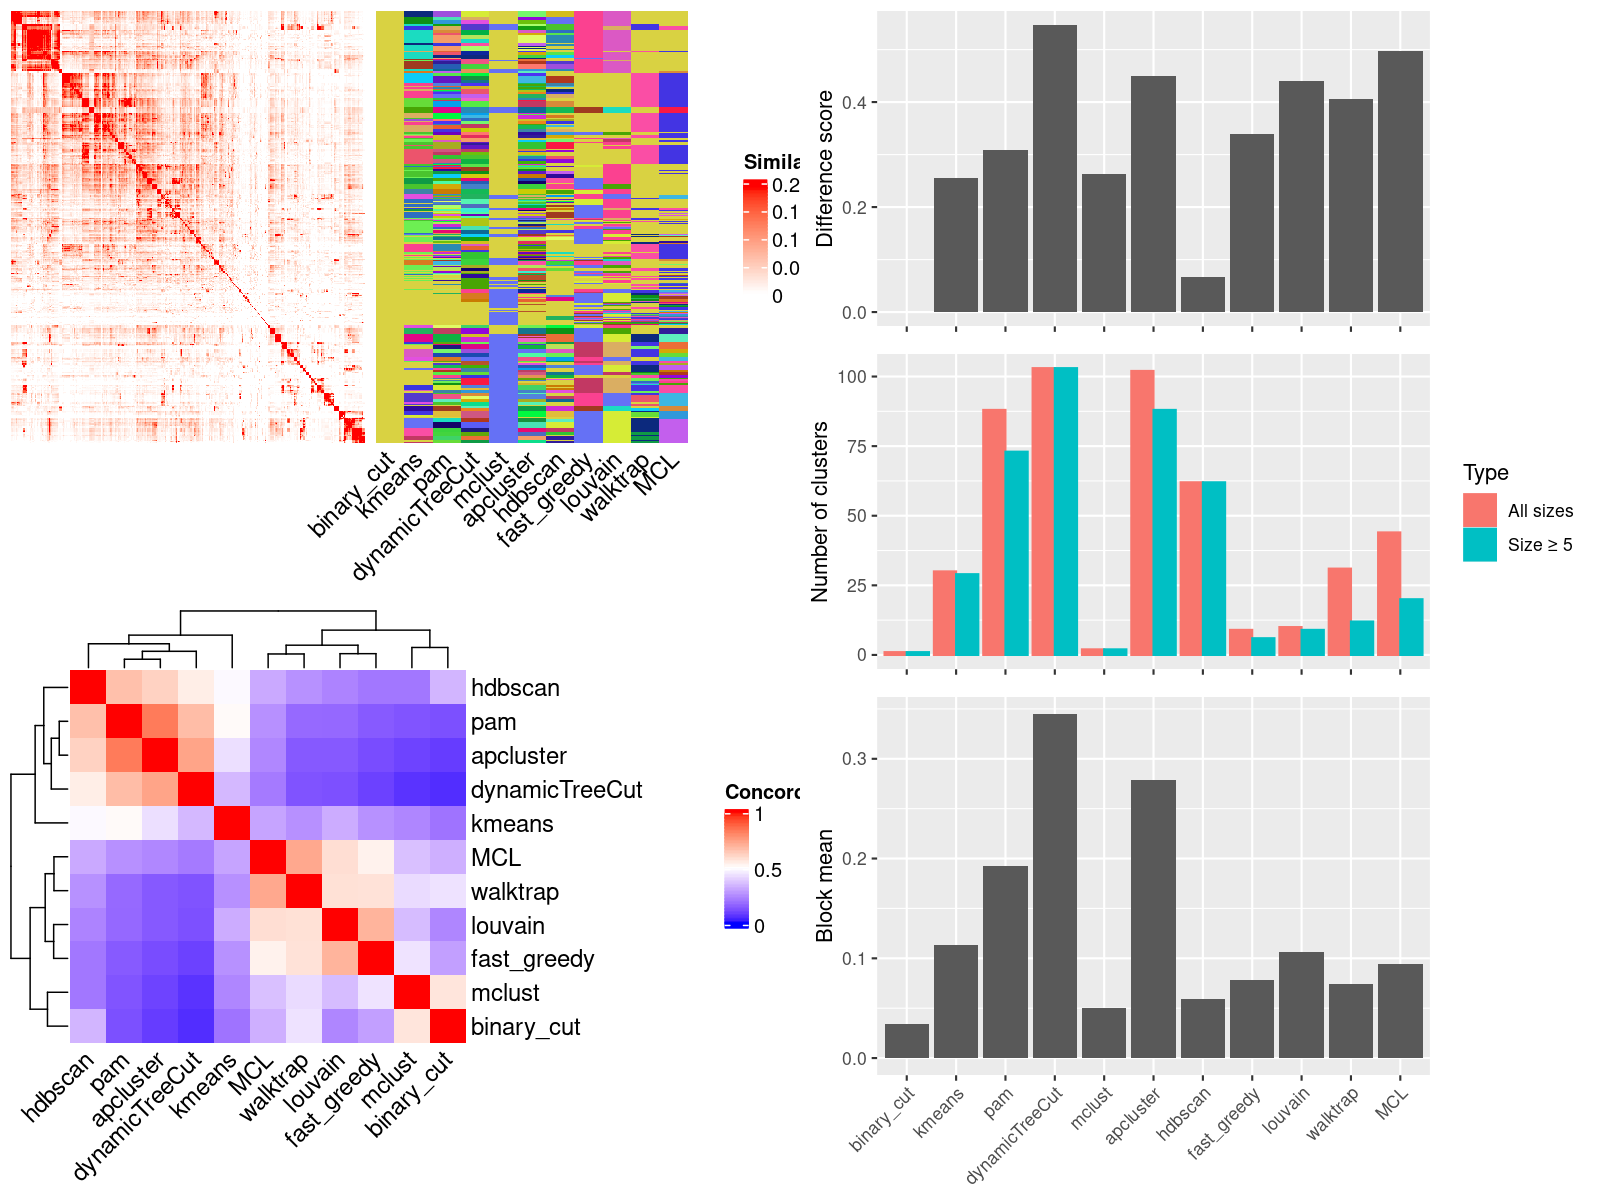 Simila
0.2
0.1
0.1
0.0
0
binary_cut
kmeans
pam
dynamicTreeCut
mclust
apcluster
hdbscan
fast_greedy
louvain
walktrap
MCL
hdbscan
pam
apcluster
dynamicTreeCut
kmeans
MCL
walktrap
louvain
fast_greedy
mclust
binary_cut
hdbscan
pam
apcluster
dynamicTreeCut
kmeans
MCL
walktrap
louvain
fast_greedy
mclust
binary_cut
Concord
1
0.5
0
Difference score
0.4
0.2
0.0
Number of clusters
100
75
50
25
0
Type
All sizes
Size ≥ 5
Block mean
0.3
0.2
0.1
0.0
binary_cut
kmeans
pam
dynamicTreeCut
mclust
apcluster
hdbscan
fast_greedy
louvain
walktrap
MCL